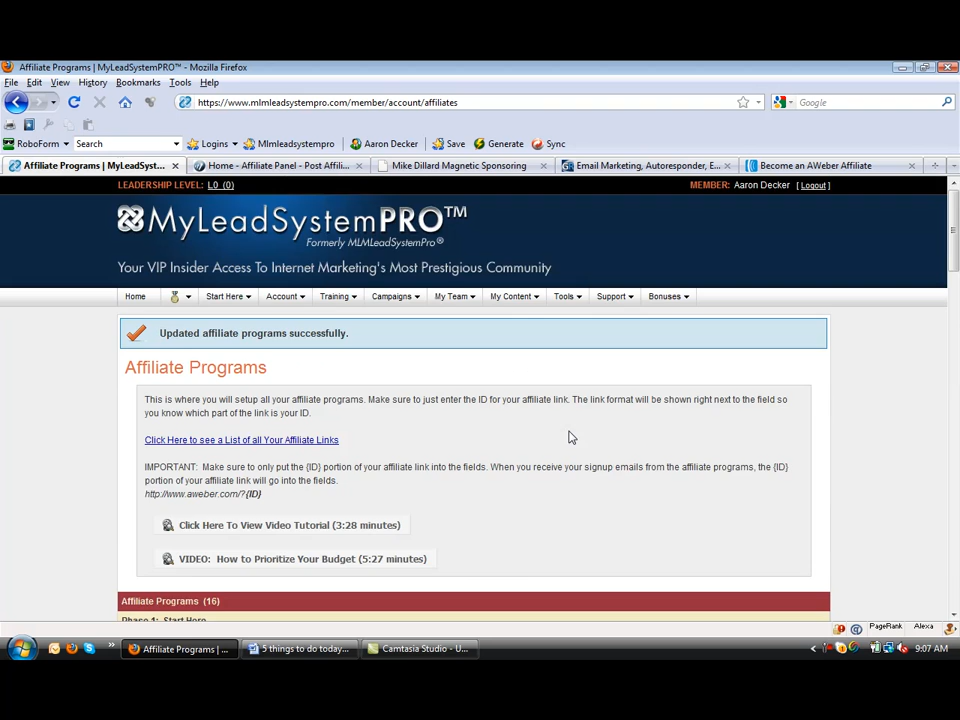 Affiliate Programs | MyLeadSystemPRO™ - Mozilla Firefox
File Edit View History Bookmarks Tools Help
https://www.mlmleadsystempro.com/member/account/affiliates
Google
RoboForm Search Logins Mlmleadsystempro Aaron Decker Save Generate Sync
Affiliate Programs | MyLeadSyst... Home - Affiliate Panel - Post Affili... Mike Dillard Magnetic Sponsoring Email Marketing, Autoresponder, E... Become an AWeber Affiliate
LEADERSHIP LEVEL: L0 (0) MEMBER: Aaron Decker [ Logout ]
MyLeadSystemPRO™
Formerly MLMLeadSystemPro®
Your VIP Insider Access To Internet Marketing's Most Prestigious Community
Home Start Here Account Training Campaigns My Team My Content Tools Support Bonuses
Updated affiliate programs successfully.
Affiliate Programs
This is where you will setup all your affiliate programs. Make sure to just enter the ID for your affiliate link. The link format will be shown right next to the field so
you know which part of the link is your ID.
Click Here to see a List of all Your Affiliate Links
IMPORTANT: Make sure to only put the {ID} portion of your affiliate link into the fields. When you receive your signup emails from the affiliate programs, the {ID}
portion of your affiliate link will go into the fields.
http://www.aweber.com/?{ID}
Click Here To View Video Tutorial (3:28 minutes)
VIDEO: How to Prioritize Your Budget (5:27 minutes)
Affiliate Programs (16)
Phase 1: Start Here
PageRank Alexa
Affiliate Programs | ... 5 things to do today... Camtasia Studio - U... 9:07 AM